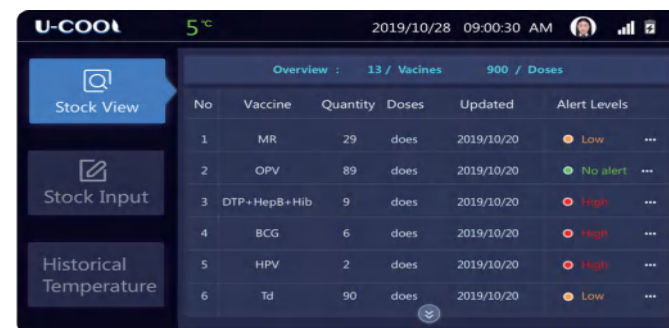 U-COOL 5 °C 2019/10/28 09:00:30 AM
Overview : 13 / Vacines 900 / Doses
Stock View
No Vaccine Quantity Doses Updated Alert Levels
1 MR 29 does 2019/10/20 Low ...
2 OPV 89 does 2019/10/20 No alert ...
Stock Input
3 DTP+HepB+Hib 9 does 2019/10/20 High ...
4 BCG 6 does 2019/10/20 High ...
Historical
Temperature
5 HPV 2 does 2019/10/20 High ...
6 Td 90 does 2019/10/20 Low ...